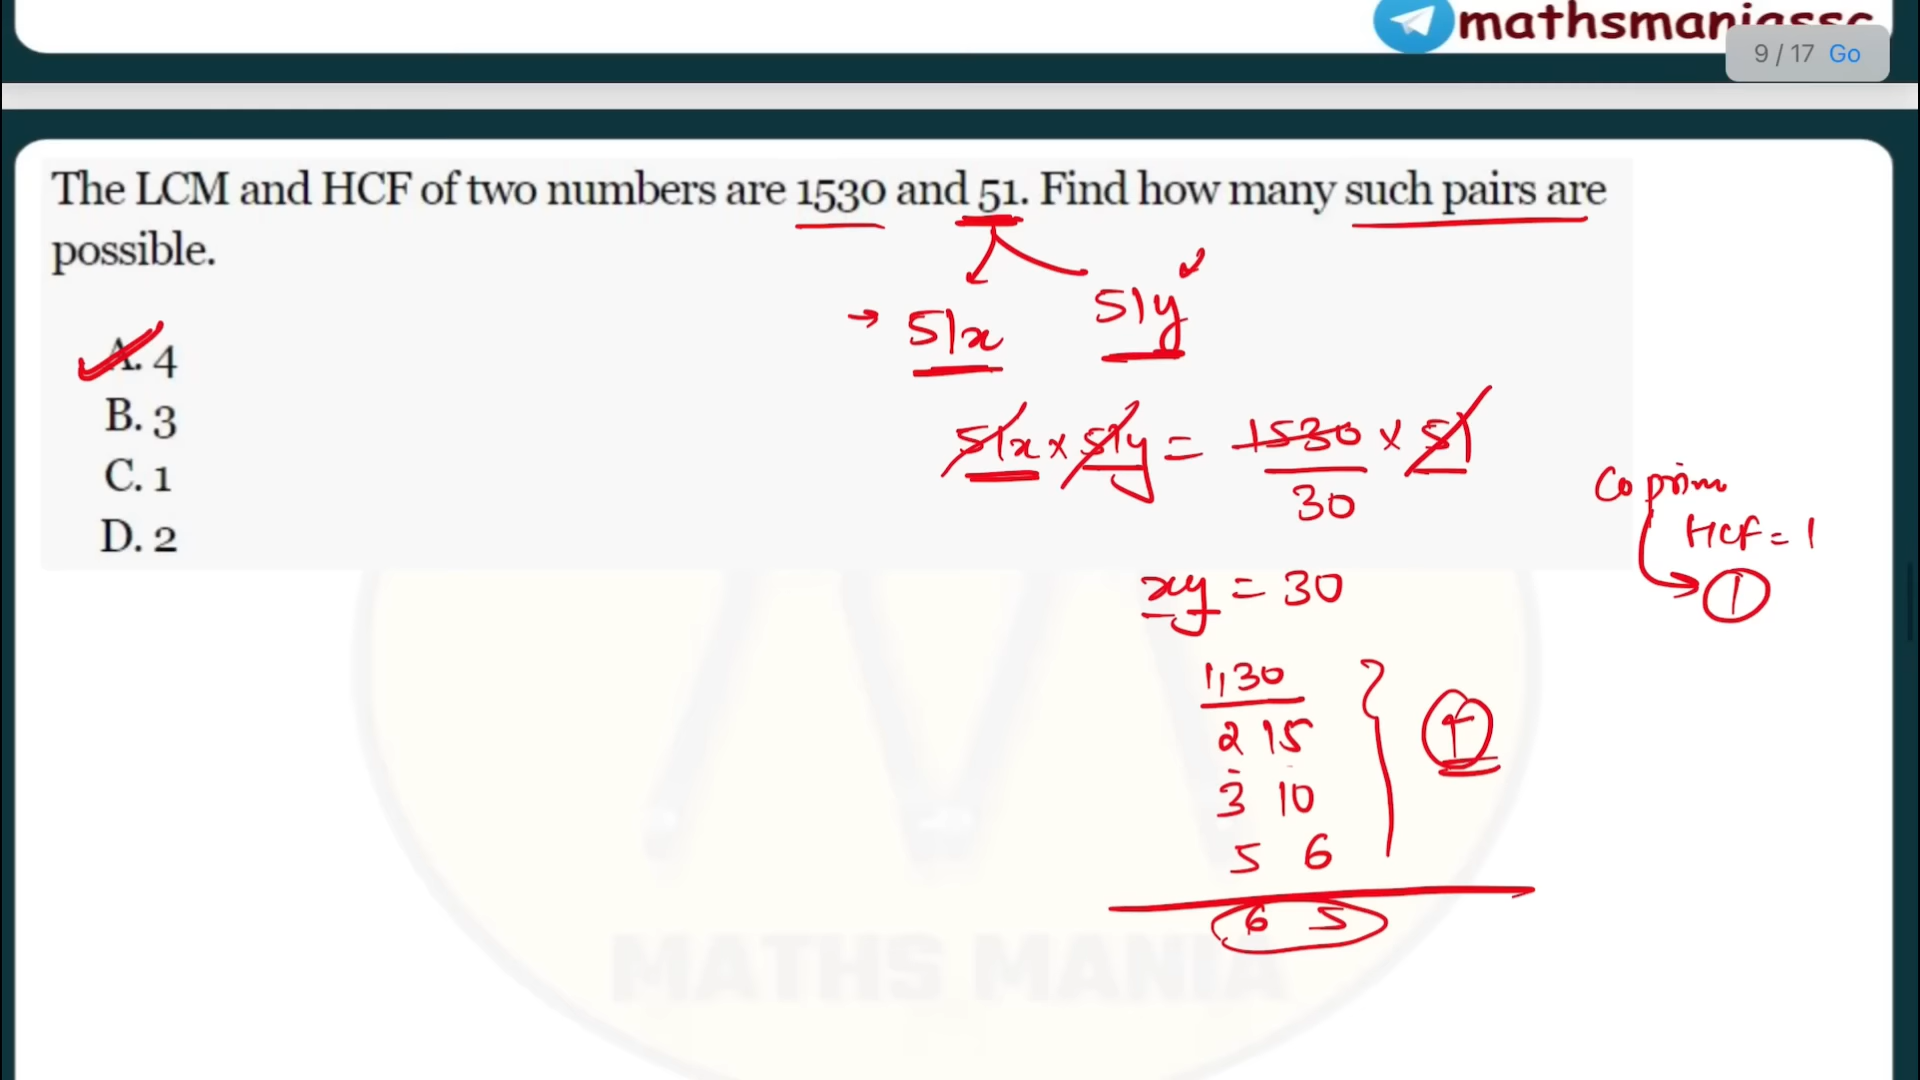 mathsmaniassc
9 / 17 Go
The LCM and HCF of two numbers are 1530 and 51. Find how many such pairs are
possible.
A. 4
B. 3
C. 1
D. 2
→ 51x 51y
51x × 51y = 1530 × 51
30
Coprim
HCF = 1
1
xy = 30
1,30
2 15
3 10
5 6
4
6 5
MATHS MANIA